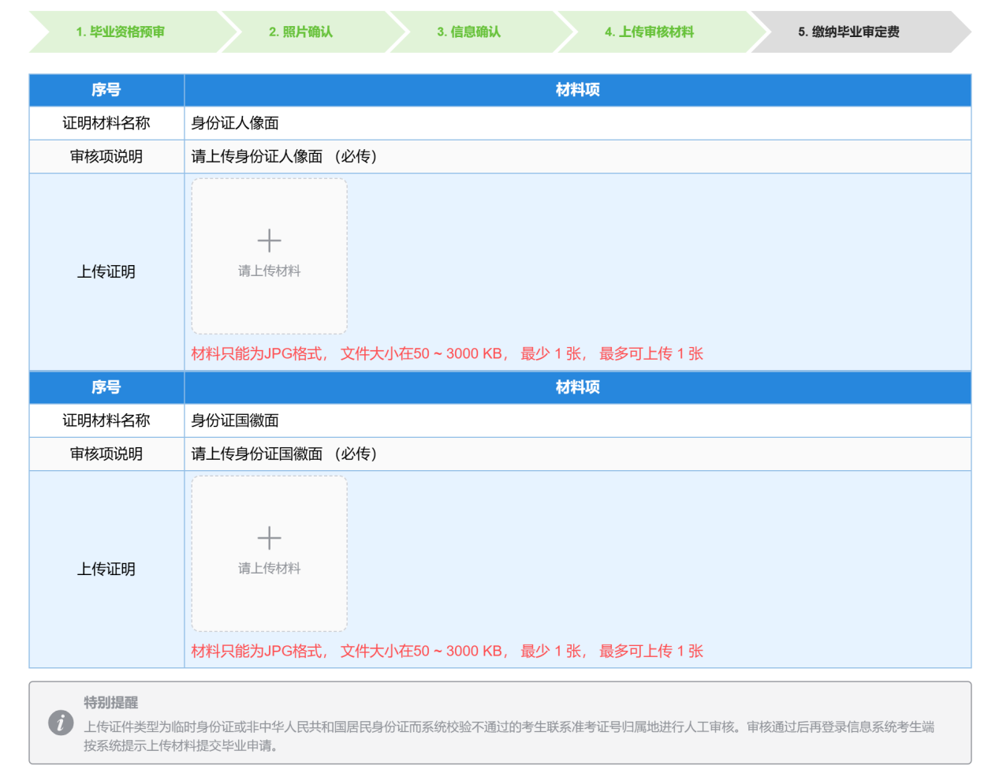 1. 毕业资格预审
2. 照片确认
3. 信息确认
4. 上传审核材料
5. 缴纳毕业审定费
序号 材料项
证明材料名称 身份证人像面
审核项说明 请上传身份证人像面 （必传）
请上传材料
上传证明
材料只能为JPG格式， 文件大小在50 ~ 3000 KB， 最少 1 张， 最多可上传 1 张
序号 材料项
证明材料名称 身份证国徽面
审核项说明 请上传身份证国徽面 （必传）
请上传材料
上传证明
材料只能为JPG格式， 文件大小在50 ~ 3000 KB， 最少 1 张， 最多可上传 1 张
特别提醒
上传证件类型为临时身份证或非中华人民共和国居民身份证而系统校验不通过的考生联系准考证号归属地进行人工审核。审核通过后再登录信息系统考生端
按系统提示上传材料提交毕业申请。